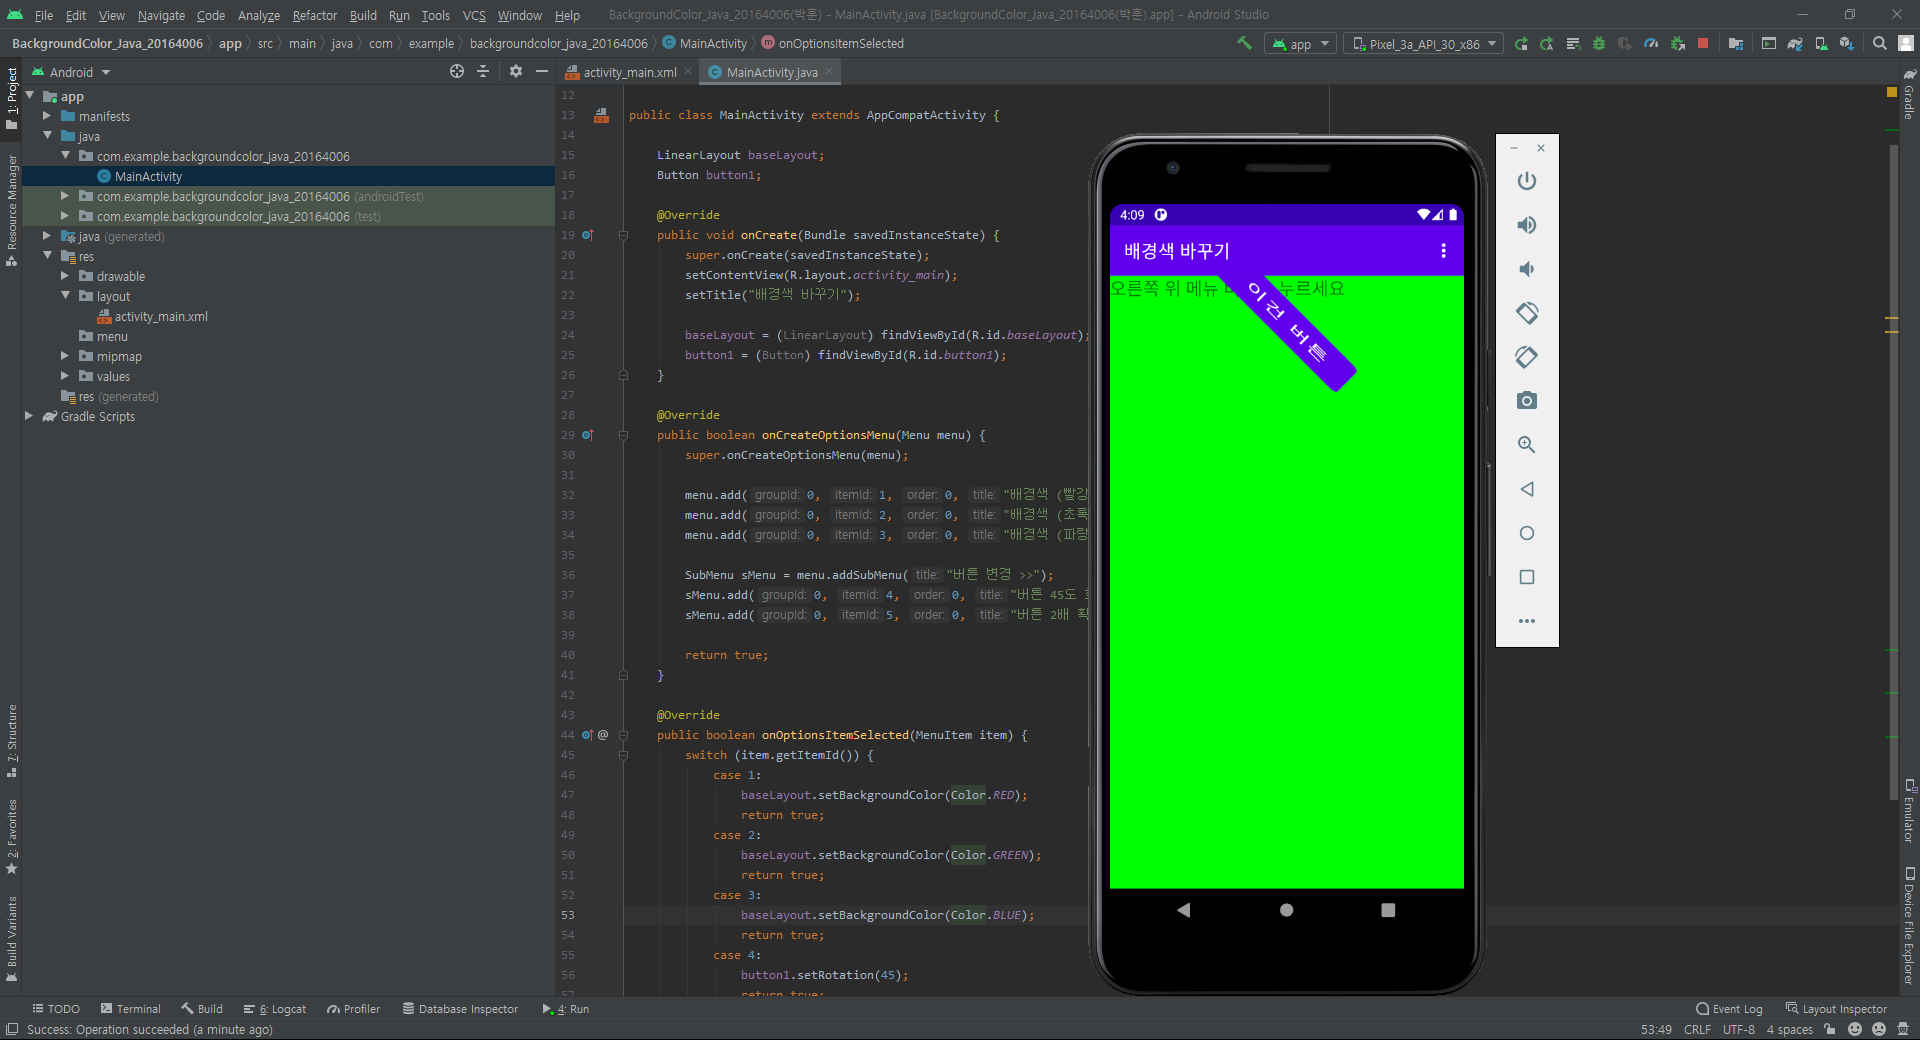 File Edit View Navigate Code Analyze Refactor Build Run Tools VCS Window Help BackgroundColor_Java_20164006(박훈) - MainActivity.java [BackgroundColor_Java_20164006(박훈).app] - Android Studio
BackgroundColor_Java_20164006 app src main java com example backgroundcolor_java_20164006 MainActivity onOptionsItemSelected app Pixel_3a_API_30_x86
1: Project
Resource Manager
7: Structure
2: Favorites
Build Variants
Android
app
manifests
java
com.example.backgroundcolor_java_20164006
MainActivity
com.example.backgroundcolor_java_20164006 (androidTest)
com.example.backgroundcolor_java_20164006 (test)
java (generated)
res
drawable
layout
activity_main.xml
menu
mipmap
values
res (generated)
Gradle Scripts
activity_main.xml MainActivity.java
12
13 public class MainActivity extends AppCompatActivity {
14
15 LinearLayout baseLayout;
16 Button button1;
17
18 @Override
19 public void onCreate(Bundle savedInstanceState) {
20 super.onCreate(savedInstanceState);
21 setContentView(R.layout.activity_main);
22 setTitle("배경색 바꾸기");
23
24 baseLayout = (LinearLayout) findViewById(R.id.baseLayout);
25 button1 = (Button) findViewById(R.id.button1);
26 }
27
28 @Override
29 public boolean onCreateOptionsMenu(Menu menu) {
30 super.onCreateOptionsMenu(menu);
31
32 menu.add( groupId: 0, itemId: 1, order: 0, title: "배경색 (빨강
33 menu.add( groupId: 0, itemId: 2, order: 0, title: "배경색 (초록
34 menu.add( groupId: 0, itemId: 3, order: 0, title: "배경색 (파랑
35
36 SubMenu sMenu = menu.addSubMenu( title: "버튼 변경 >>");
37 sMenu.add( groupId: 0, itemId: 4, order: 0, title: "버튼 45도
38 sMenu.add( groupId: 0, itemId: 5, order: 0, title: "버튼 2배 확
39
40 return true;
41 }
42
43 @Override
44 @ public boolean onOptionsItemSelected(MenuItem item) {
45 switch (item.getItemId()) {
46 case 1:
47 baseLayout.setBackgroundColor(Color.RED);
48 return true;
49 case 2:
50 baseLayout.setBackgroundColor(Color.GREEN);
51 return true;
52 case 3:
53 baseLayout.setBackgroundColor(Color.BLUE);
54 return true;
55 case 4:
56 button1.setRotation(45);
57 return true;
4:09
배경색 바꾸기
오른쪽 위 메뉴 누르세요
이건 버튼
Gradle
Emulator
Device File Explorer
TODO Terminal Build 6: Logcat Profiler Database Inspector 4: Run Event Log Layout Inspector
Success: Operation succeeded (a minute ago) 53:49 CRLF UTF-8 4 spaces